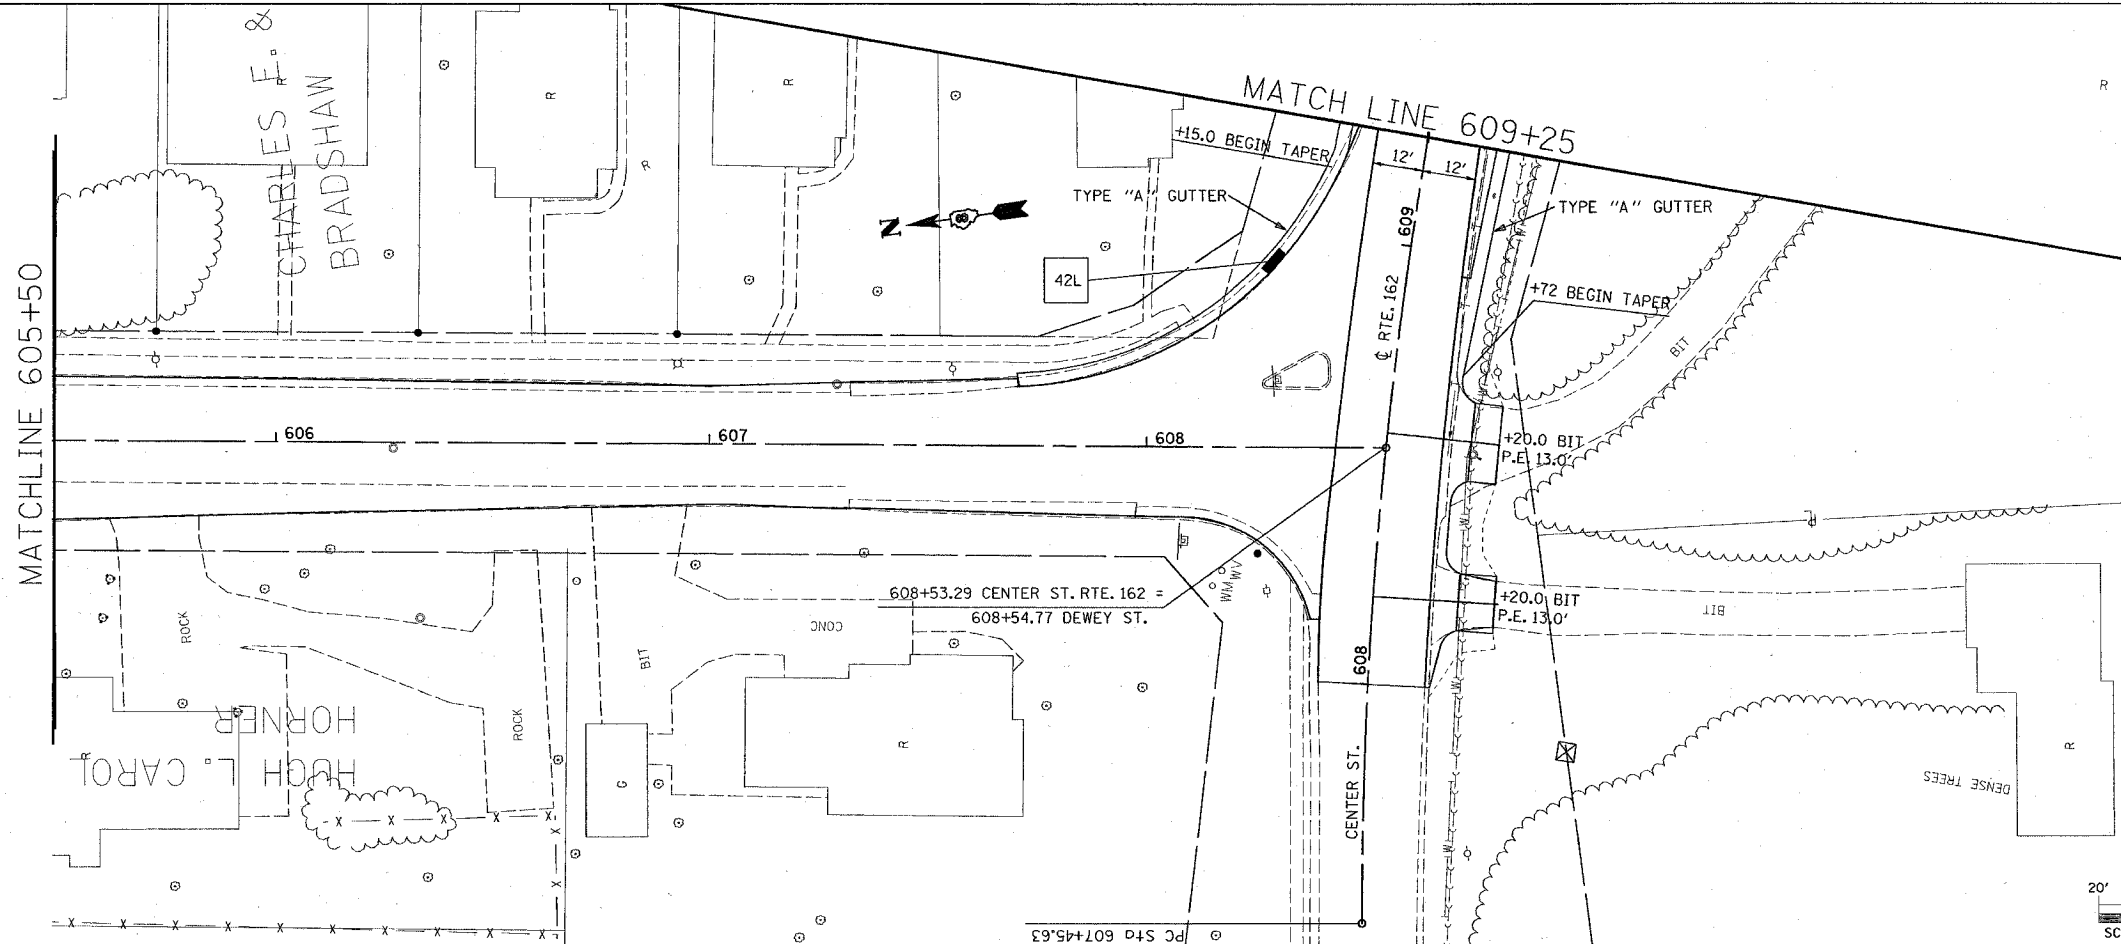 CHARLES E. &
BRADSHAW
R
R
R
R
R
MATCH LINE 609+25
+15.0 BEGIN TAPER
12'
12'
TYPE "A" GUTTER
TYPE "A" GUTTER
N
42L
609
℄ RTE. 162
+72 BEGIN TAPER
BIT
MATCHLINE 605+50
606
607
608
+20.0 BIT
P.E. 13.0'
608+53.29 CENTER ST. RTE. 162 =
608+54.77 DEWEY ST.
WMWV
+20.0 BIT
P.E. 13.0'
BIT
ROCK
CONC
BIT
608
HUGH L. CAROL
HORNER
R
ROCK
G
R
R
CENTER ST.
DENSE TREES
PC Sta 607+45.63
20'
SC